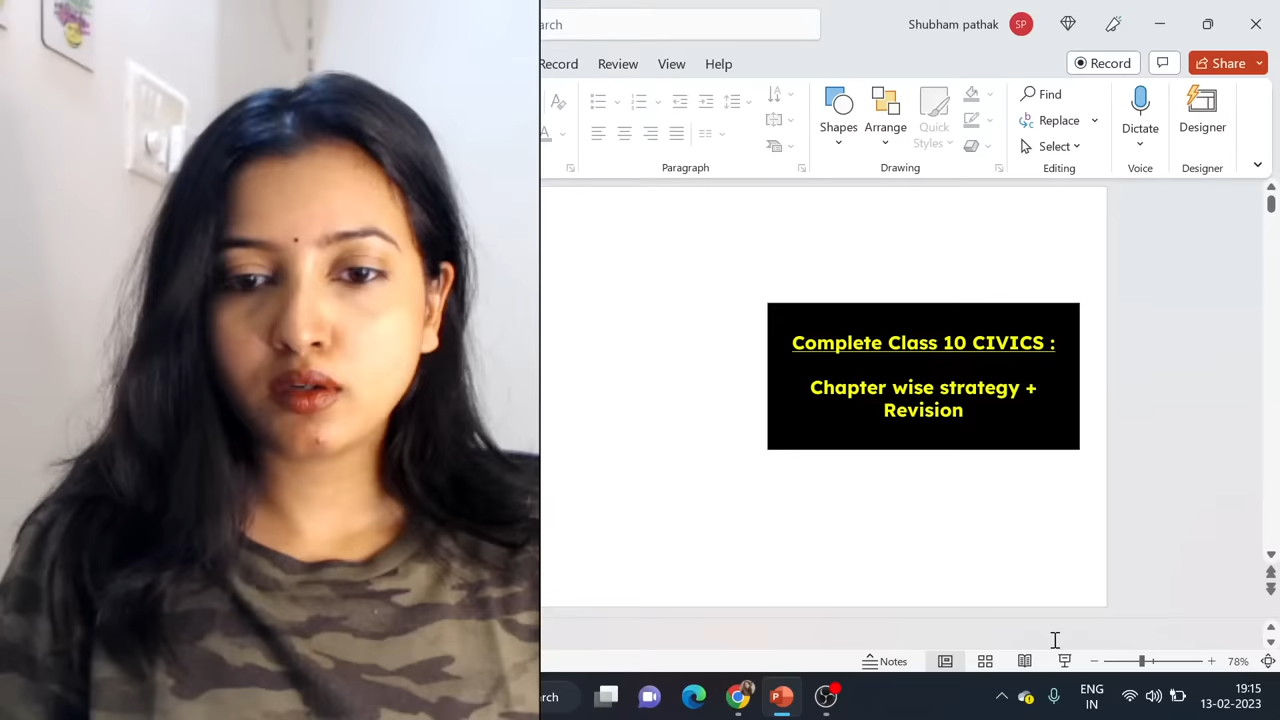 arch
Shubham pathak
SP
Record
Share
ecord
Review
View
Help
Shapes
Arrange
Quick
Styles
Find
Replace
Select
Dictate
Designer
Paragraph
Drawing
Editing
Voice
Designer
Complete Class 10 CIVICS :
Chapter wise strategy +
Revision
Notes
78%
arch
ENG
IN
19:15
13-02-2023